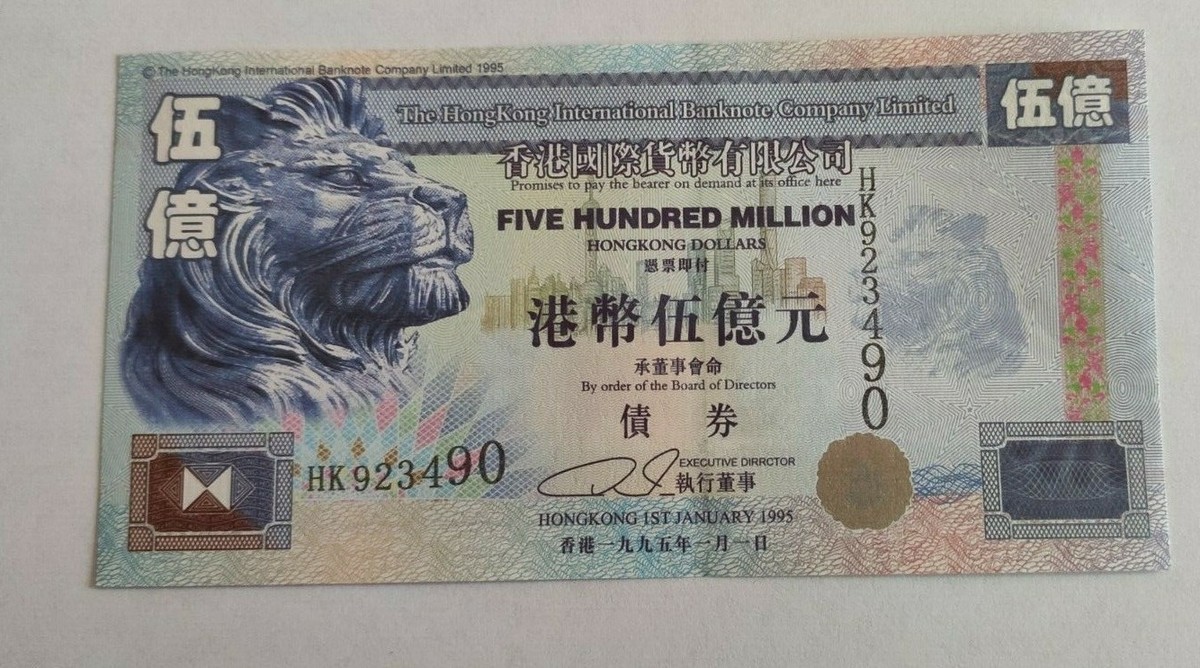 © The HongKong International Banknote Company Limited 1995
伍億
The HongKong International Banknote Company Limited
伍億
香港國際貨幣有限公司
Promises to pay the bearer on demand at its office here
FIVE HUNDRED MILLION
HONGKONG DOLLARS
憑票即付
港幣伍億元
承董事會命
By order of the Board of Directors
債券
HK923490
HK923490
EXECUTIVE DIRRCTOR
執行董事
HONGKONG 1ST JANUARY 1995
香港一九九五年一月一日